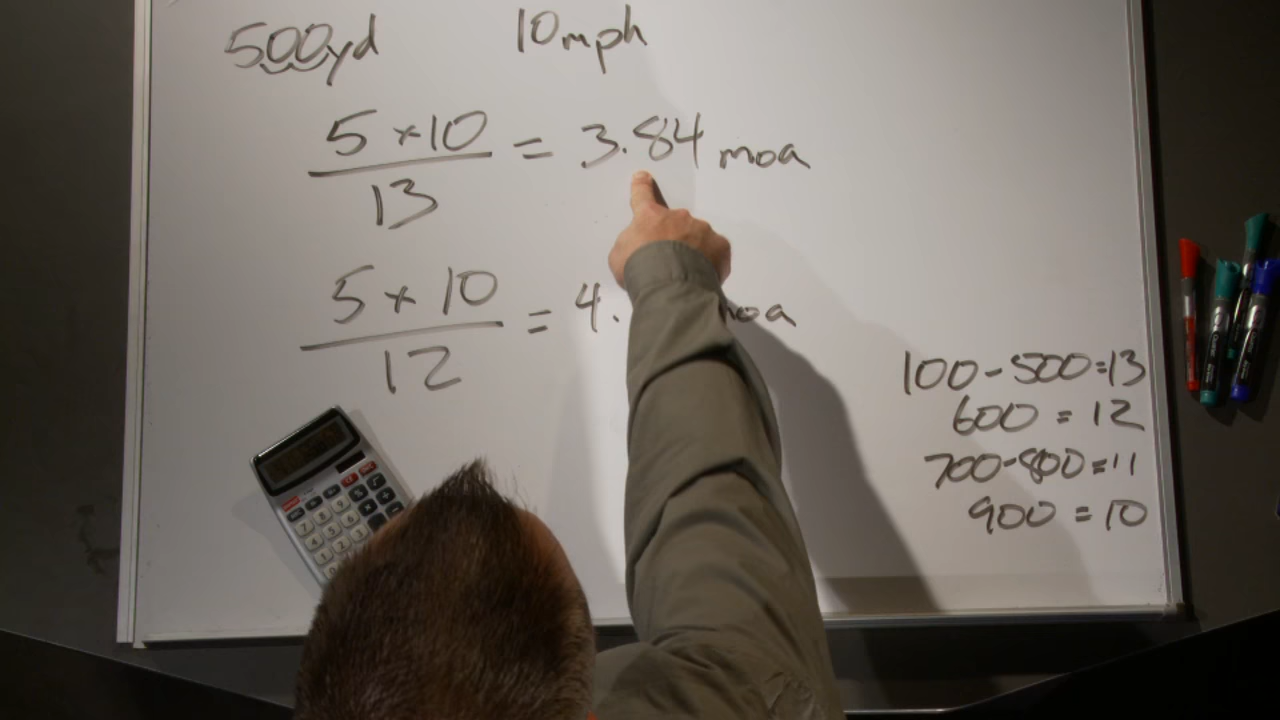 500yd 10mph
5 x 10
13
= 3.84 moa
5 x 10
12
= 4.
100-500=13
600 = 12
700-800=11
900 = 10